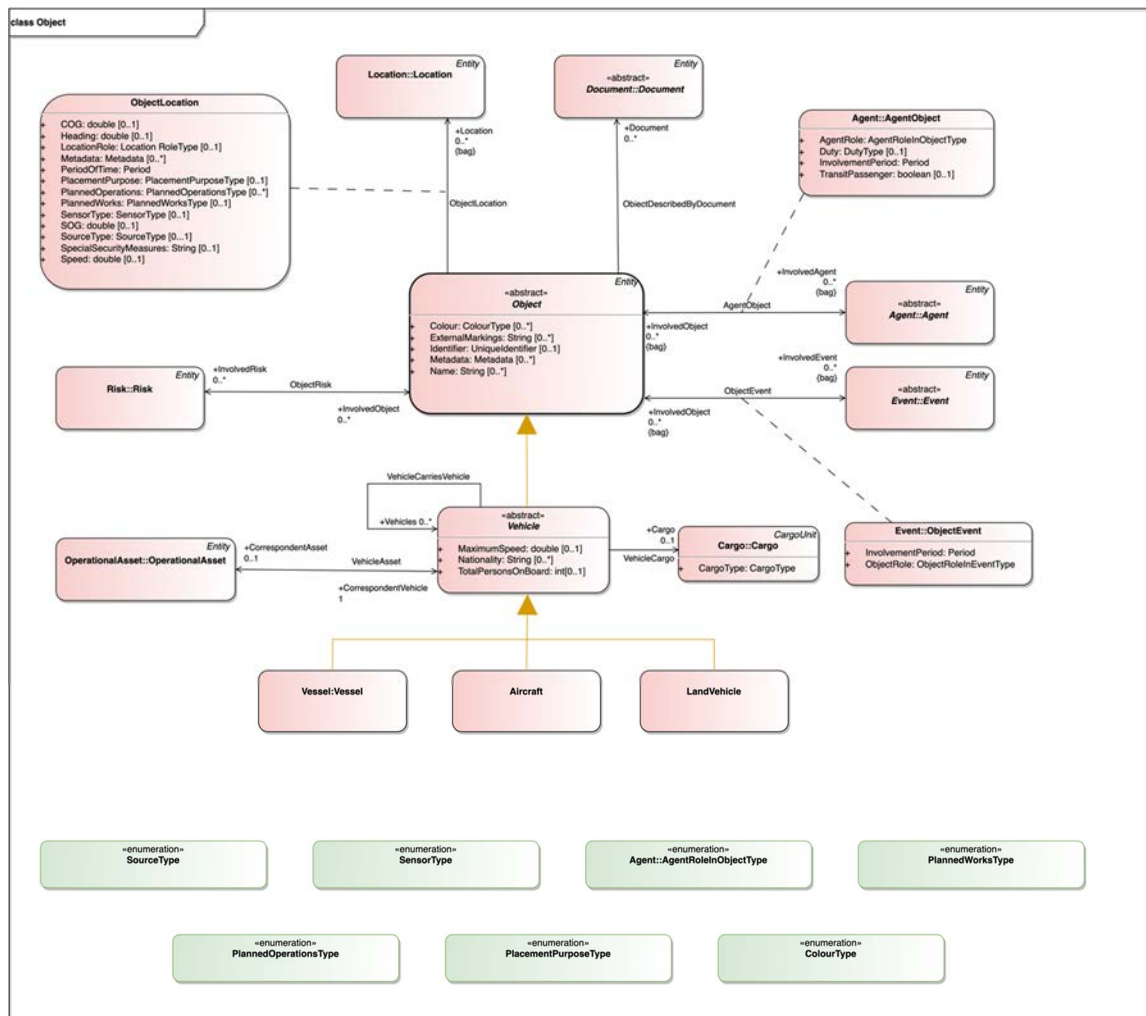 class Object
Entity
Location::Location
Entity
«abstract»
Document::Document
ObjectLocation
+ COG: double [0..1]
+ Heading: double [0..1]
+ LocationRole: Location RoleType [0..1]
+ Metadata: Metadata [0..*]
+ PeriodOfTime: Period
+ PlacementPurpose: PlacementPurposeType [0..1]
+ PlannedOperations: PlannedOperationsType [0..*]
+ PlannedWorks: PlannedWorksType [0..1]
+ SensorType: SensorType [0..1]
+ SOG: double [0..1]
+ SourceType: SourceType [0...1]
+ SpecialSecurityMeasures: String [0..1]
+ Speed: double [0..1]
+Location
0..*
{bag}
+Document
0..*
Agent::AgentObject
+ AgentRole: AgentRoleInObjectType
+ Duty: DutyType [0..1]
+ InvolvementPeriod: Period
+ TransitPassenger: boolean [0..1]
ObjectLocation
ObjectDescribedByDocument
Entity
«abstract»
Object
+ Colour: ColourType [0..*]
+ ExternalMarkings: String [0..*]
+ Identifier: UniqueIdentifier [0..1]
+ Metadata: Metadata [0..*]
+ Name: String [0..*]
+InvolvedAgent
0..*
{bag}
AgentObject
+InvolvedObject
0..*
{bag}
Entity
«abstract»
Agent::Agent
+InvolvedEvent
0..*
{bag}
ObjectEvent
+InvolvedObject
0..*
{bag}
Entity
«abstract»
Event::Event
Entity
Risk::Risk
+InvolvedRisk
0..*
ObjectRisk
+InvolvedObject
0..*
VehicleCarriesVehicle
+Vehicles 0..*
«abstract»
Vehicle
+ MaximumSpeed: double [0..1]
+ Nationality: String [0..*]
+ TotalPersonsOnBoard: int[0..1]
+Cargo
0..1
VehicleCargo
CargoUnit
Cargo::Cargo
+ CargoType: CargoType
Event::ObjectEvent
+ InvolvementPeriod: Period
+ ObjectRole: ObjectRoleInEventType
Entity
OperationalAsset::OperationalAsset
+CorrespondentAsset
0..1
VehicleAsset
+CorrespondentVehicle
1
Vessel:Vessel
Aircraft
LandVehicle
«enumeration»
SourceType
«enumeration»
SensorType
«enumeration»
Agent::AgentRoleInObjectType
«enumeration»
PlannedWorksType
«enumeration»
PlannedOperationsType
«enumeration»
PlacementPurposeType
«enumeration»
ColourType